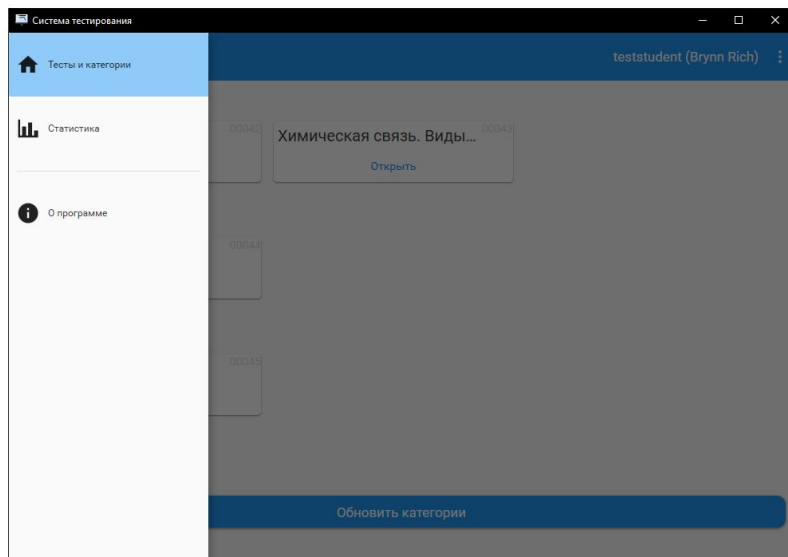 Система тестирования
Тесты и категории
teststudent (Brynn Rich)
Статистика
00042
Химическая связь. Виды...
00043
Открыть
О программе
00044
00045
Обновить категории